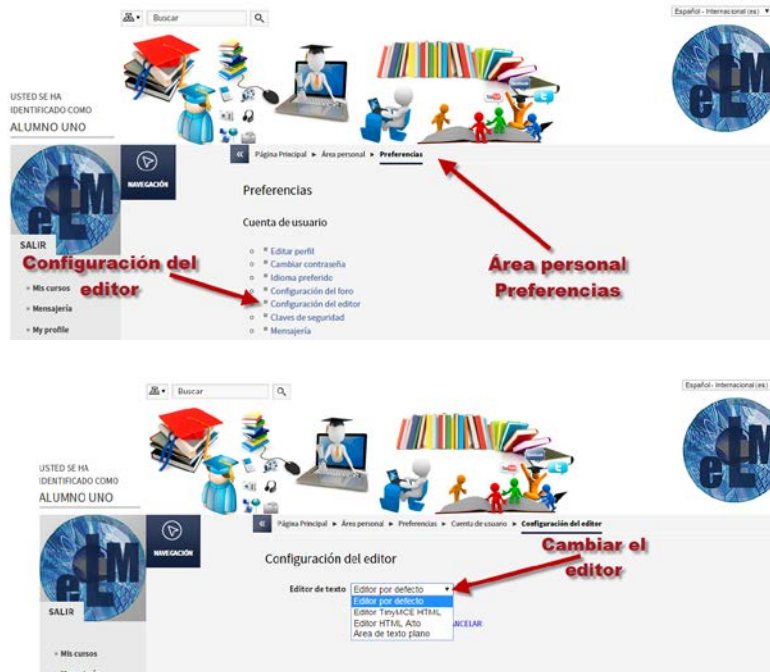 Buscar
Español - Internacional (es)
USTED SE HA
IDENTIFICADO COMO
ALUMNO UNO
eLM
Página Principal ► Área personal ► Preferencias
NAVEGACIÓN
Preferencias
Cuenta de usuario
SALIR
Editar perfil
Cambiar contraseña
Idioma preferido
Configuración del foro
Configuración del editor
Claves de seguridad
Mensajería
Configuración del
editor
Área personal
Preferencias
Mis cursos
Mensajería
My profile
Buscar
Español - Internacional (es)
You
USTED SE HA
IDENTIFICADO COMO
ALUMNO UNO
eLM
Página Principal ► Área personal ► Preferencias ► Cuenta de usuario ► Configuración del editor
NAVEGACIÓN
Configuración del editor
Cambiar el
editor
Editor de texto Editor por defecto
Editor por defecto
Editor TinyMCE HTML
Editor HTML Atto
Área de texto plano
ANCELAR
SALIR
Mis cursos